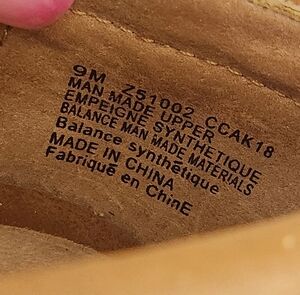 9M Z51002 CCAK18
MAN MADE UPPER
EMPEIGNE SYNTHETIQUE
BALANCE MAN MADE MATERIALS
Balance synthétique
MADE IN CHINA
Fabriqué en ChinE